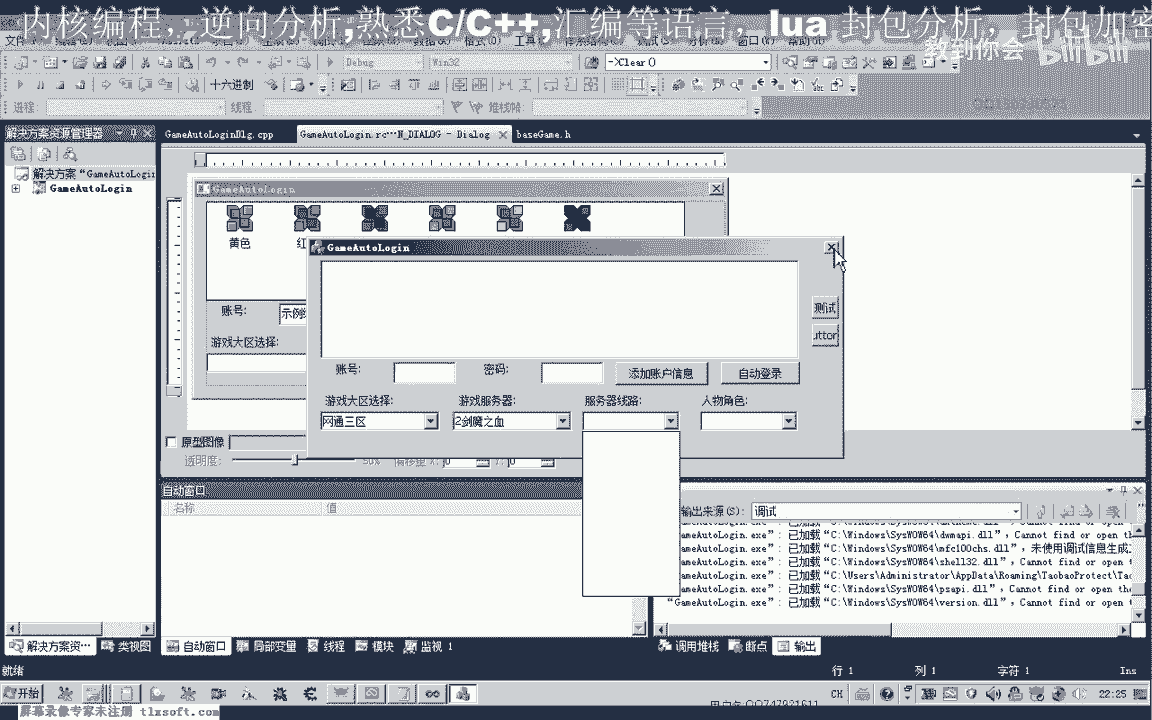 内核编程，逆向分析;熟悉C/C++,汇编等语言，lua 封包分析，封包加密
教到你会 bilibili
Debug
Win32
->Clear()
十六进制
进程:
线程:
堆栈帧:
解决方案资源管理器
GameAutoLoginDlg.cpp
GameAutoLogin.rc···N_DIALOG - Dialog
baseGame.h
解决方案“GameAutoLogin
GameAutoLogin
GameAutoLogin
黄色
红
GameAutoLogin
测试
utton
账号:
示例
账号:
密码:
添加账户信息
自动登录
游戏大区选择:
游戏大区选择:
游戏服务器:
服务器线路:
人物角色:
网通三区
2剑魔之血
原型图像
透明度:
50%
偏移量 X:
0
Y:
0
自动窗口
名称
值
输出来源(S):
调试
GameAutoLogin.exe”: 已加载“C:\Windows\SysWOW64\dwmapi.dll”, Cannot find or open th
GameAutoLogin.exe”: 已加载“C:\Windows\SysWOW64\mfc100chs.dll”, 未使用调试信息生成
GameAutoLogin.exe”: 已加载“C:\Windows\SysWOW64\shell32.dll”, Cannot find or open t
GameAutoLogin.exe”: 已加载“C:\Users\Administrator\AppData\Roaming\TaobaoProtect\Tao
GameAutoLogin.exe”: 已加载“C:\Windows\SysWOW64\psapi.dll”, Cannot find or open the
“GameAutoLogin.exe”: 已加载“C:\Windows\SysWOW64\version.dll”, Cannot find or open t
解决方案资···
类视图
自动窗口
局部变量
线程
模块
监视 1
调用堆栈
断点
输出
就绪
行 1
列 1
字符 1
Ins
开始
CH
22:25
屏幕录像专家未注册 tlxsoft.com